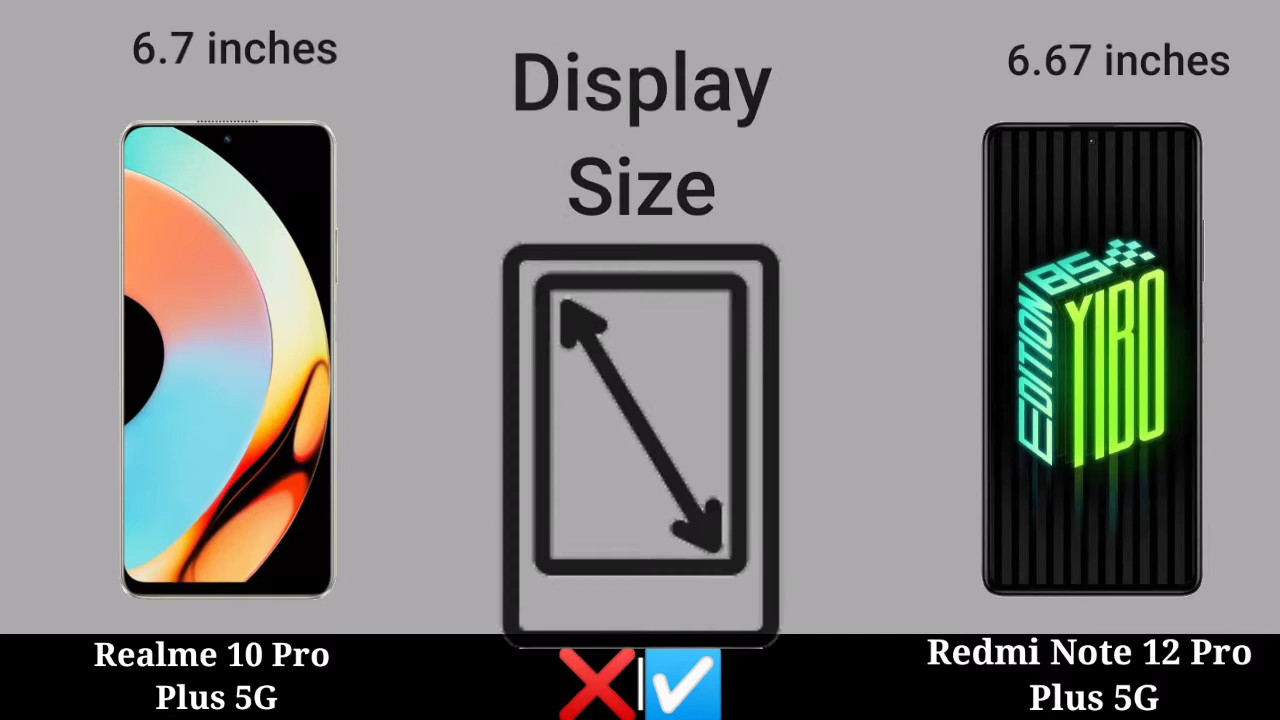 6.7 inches
Display
Size
6.67 inches
EDITION 85
YIBO
Realme 10 Pro
Plus 5G
Redmi Note 12 Pro
Plus 5G